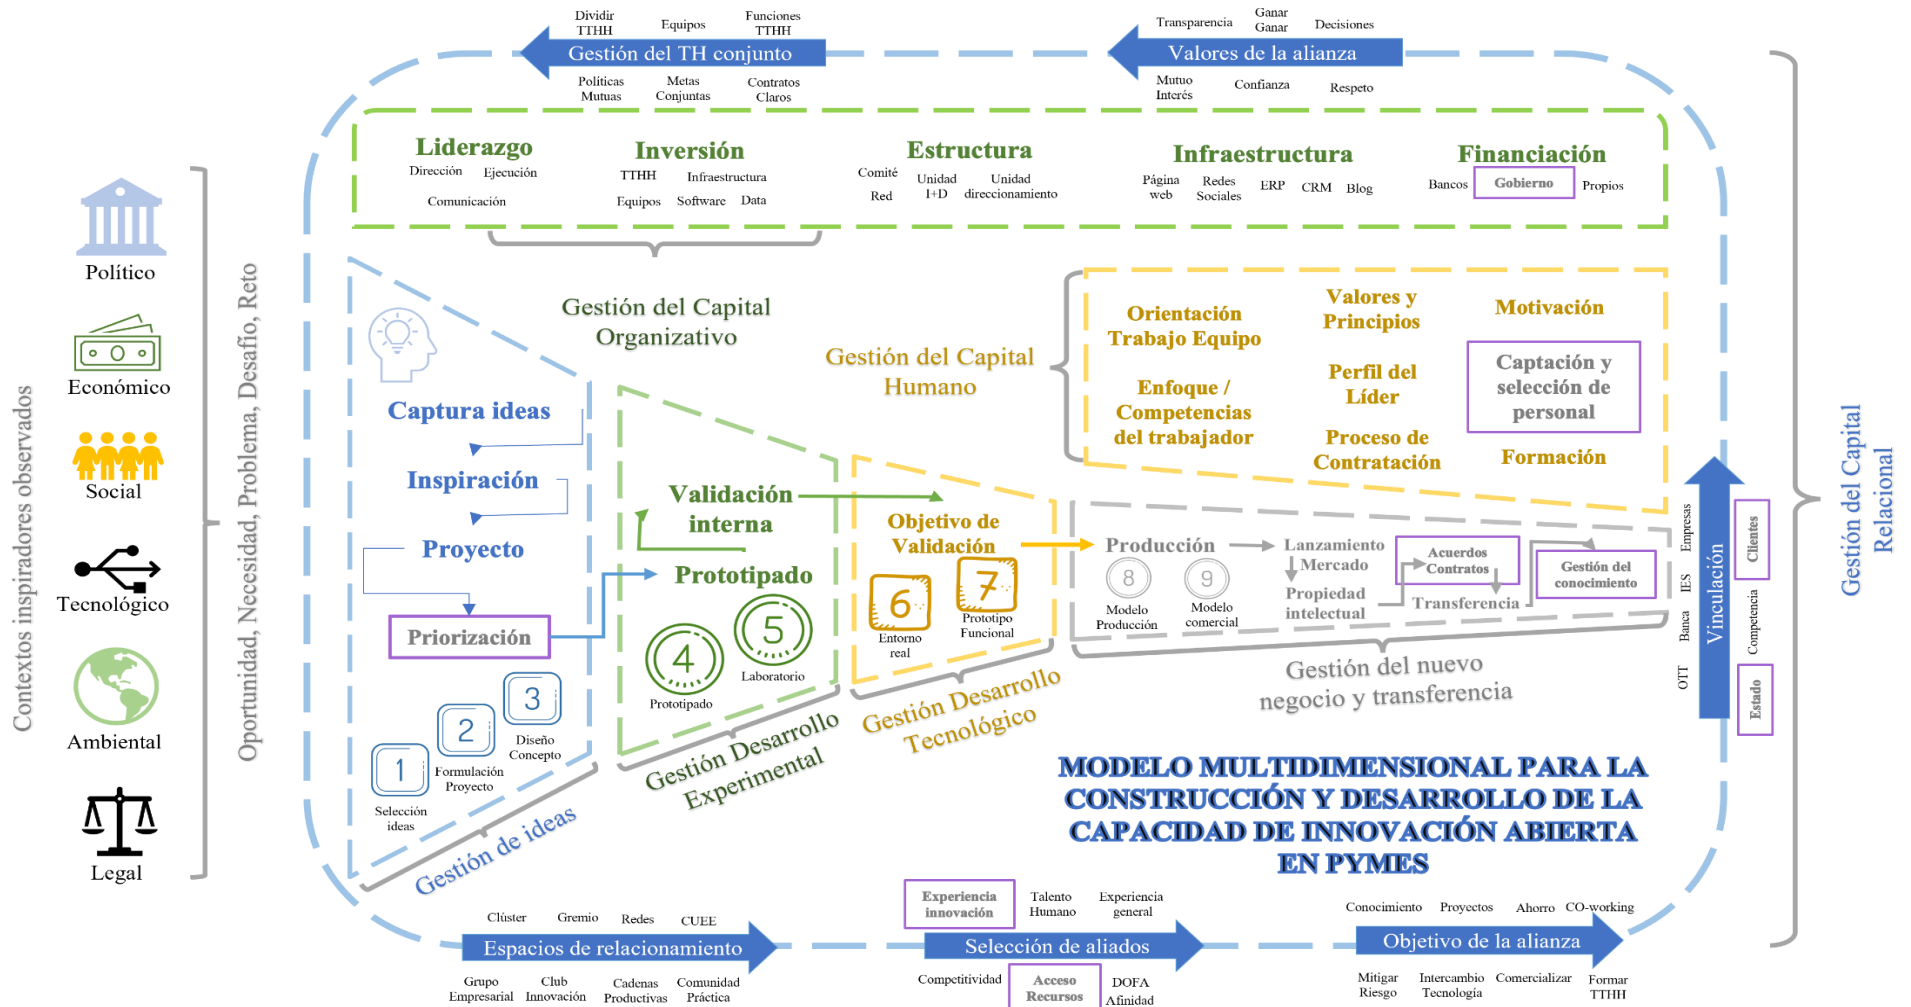 Dividir
TTHH
Equipos
Funciones
TTHH
Gestión del TH conjunto
Políticas
Mutuas
Metas
Conjuntas
Contratos
Claros
Transparencia
Ganar
Ganar
Decisiones
Valores de la alianza
Mutuo
Interés
Confianza
Respeto
Liderazgo
Dirección
Ejecución
Comunicación
Inversión
TTHH
Infraestructura
Equipos
Software
Data
Estructura
Comité
Red
Unidad
I+D
Unidad
direccionamiento
Infraestructura
Página
web
Redes
Sociales
ERP
CRM
Blog
Financiación
Bancos
Gobierno
Propios
Contextos inspiradores observados
Político
Económico
Social
Tecnológico
Ambiental
Legal
Oportunidad, Necesidad, Problema, Desafío, Reto
Gestión del Capital
Organizativo
Gestión del Capital
Humano
Orientación
Trabajo Equipo
Enfoque /
Competencias
del trabajador
Valores y
Principios
Perfil del
Líder
Proceso de
Contratación
Motivación
Captación y
selección de
personal
Formación
Captura ideas
Inspiración
Proyecto
Priorización
1
Selección
ideas
2
Formulación
Proyecto
3
Diseño
Concepto
Gestión de ideas
Validación
interna
Prototipado
4
Prototipado
5
Laboratorio
Gestión Desarrollo
Experimental
Objetivo de
Validación
6
Entorno
real
7
Prototipo
Funcional
Gestión Desarrollo
Tecnológico
Producción
8
Modelo
Producción
9
Modelo
comercial
Lanzamiento
Mercado
Propiedad
intelectual
Acuerdos
Contratos
Transferencia
Gestión del
conocimiento
Gestión del nuevo
negocio y transferencia
Empresas
IES
Banca
OTT
Vinculación
Clientes
Competencia
Estado
Gestión del Capital
Relacional
MODELO MULTIDIMENSIONAL PARA LA
CONSTRUCCIÓN Y DESARROLLO DE LA
CAPACIDAD DE INNOVACIÓN ABIERTA
EN PYMES
Clúster
Gremio
Redes
CUEE
Espacios de relacionamiento
Grupo
Empresarial
Club
Innovación
Cadenas
Productivas
Comunidad
Práctica
Experiencia
innovación
Talento
Humano
Experiencia
general
Selección de aliados
Competitividad
Acceso
Recursos
DOFA
Afinidad
Conocimiento
Proyectos
Ahorro
CO-working
Objetivo de la alianza
Mitigar
Riesgo
Intercambio
Tecnología
Comercializar
Formar
TTHH